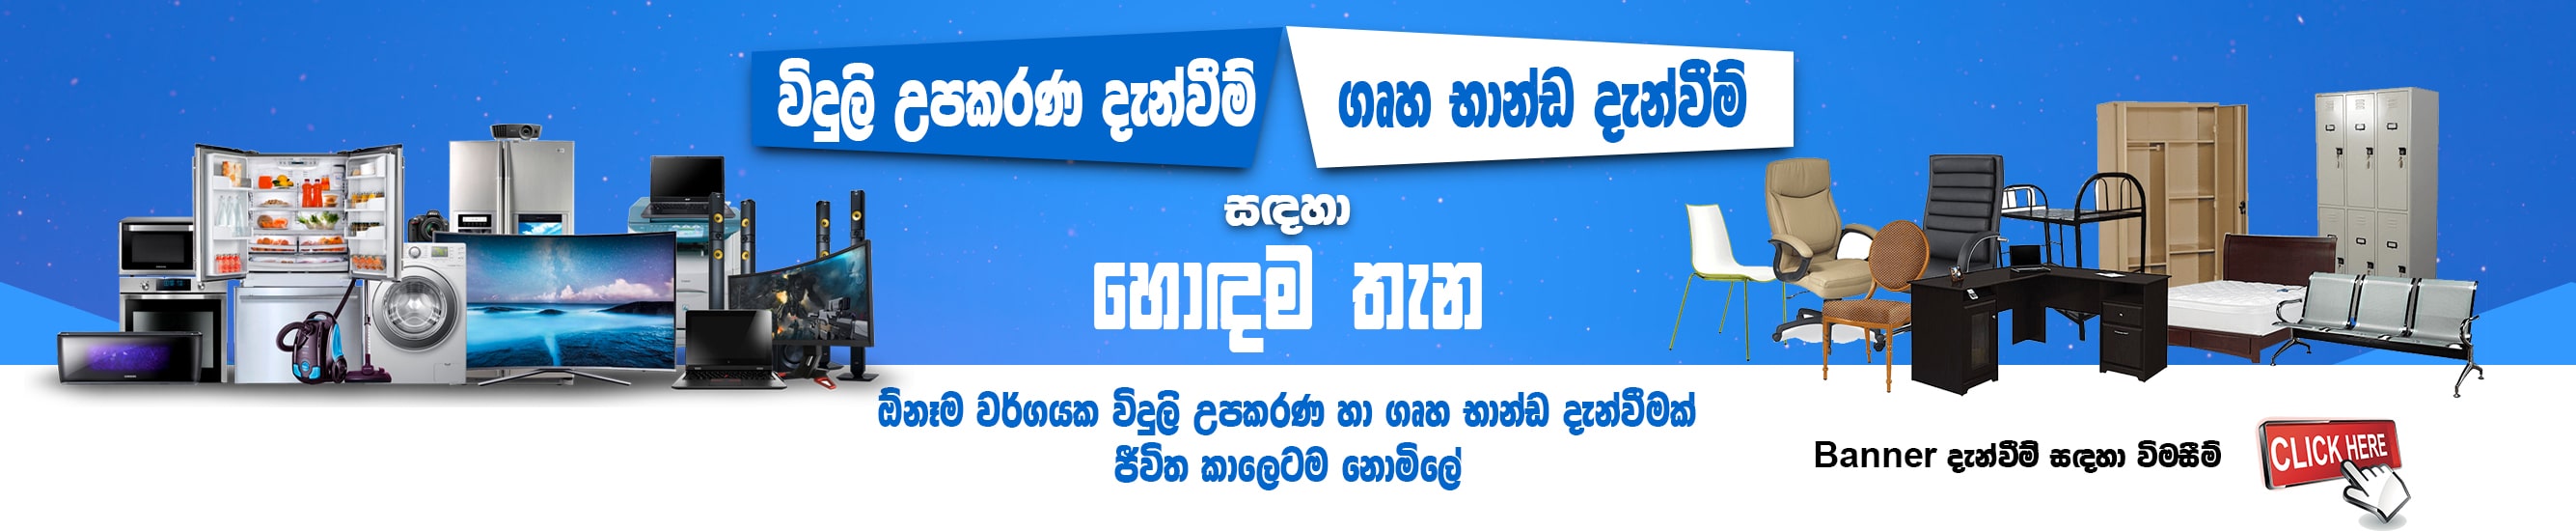 විදුලි උපකරණ දැන්වීම්
ගෘහ භාන්ඩ දැන්වීම්
සඳහා
හොඳම තැන
ඕනෑම වර්ගයක විදුලි උපකරණ හා ගෘහ භාන්ඩ දැන්වීමක්
ජීවිත කාලෙටම නොමිලේ
Banner දැන්වීම් සඳහා විමසීම්
CLICK HERE